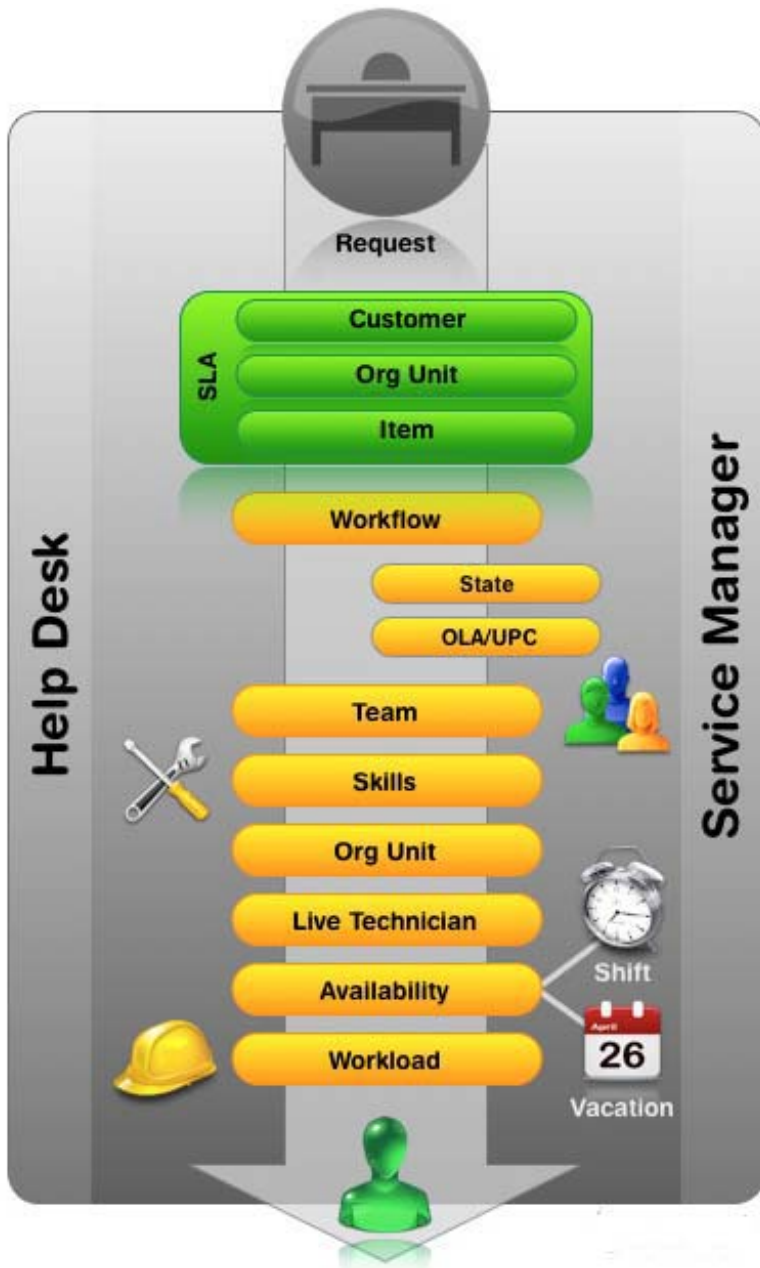 Request
SLA
Customer
Org Unit
Item
Workflow
State
OLA/UPC
Team
Skills
Org Unit
Live Technician
Availability
Shift
Workload
April
26
Vacation
Help Desk
Service Manager